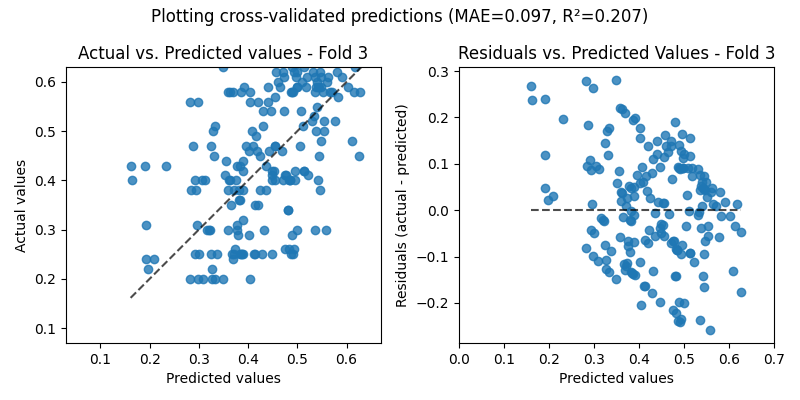 Plotting cross-validated predictions (MAE=0.097, R²=0.207)
Actual vs. Predicted values - Fold 3
Actual values
0.6
0.5
0.4
0.3
0.2
0.1
0.1 0.2 0.3 0.4 0.5 0.6
Predicted values
Residuals vs. Predicted Values - Fold 3
Residuals (actual - predicted)
0.3
0.2
0.1
0.0
−0.1
−0.2
0.0 0.1 0.2 0.3 0.4 0.5 0.6 0.7
Predicted values